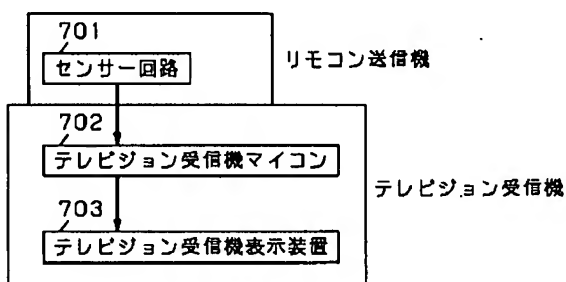 701
センサー回路
リモコン送信機
702
テレビジョン受信機マイコン
テレビジョン受信機
703
テレビジョン受信機表示装置